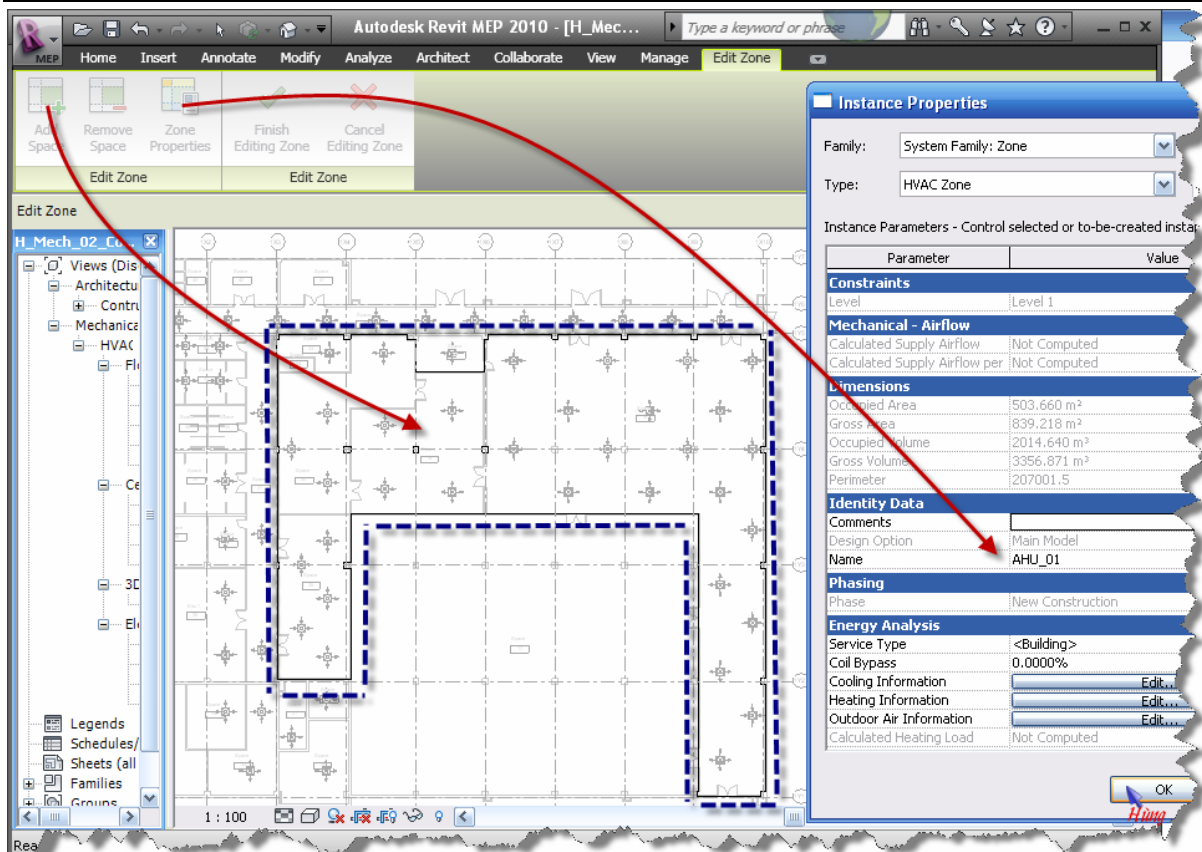 Autodesk Revit MEP 2010 - [H_Mec...
Type a keyword or phrase
MEP
Home Insert Annotate Modify Analyze Architect Collaborate View Manage Edit Zone
Add Space
Remove Space
Zone Properties
Finish Editing Zone
Cancel Editing Zone
Edit Zone
Edit Zone
Edit Zone
H_Mech_02_Co...
Views (Dis
Architectu
Contru
Mechanica
HVAC
Flo
Ce
3D
Ele
Legends
Schedules/
Sheets (all
Families
Groups
1 : 100
Rea
Instance Properties
Family: System Family: Zone
Type: HVAC Zone
Instance Parameters - Control selected or to-be-created instan
Parameter Value
Constraints
Level Level 1
Mechanical - Airflow
Calculated Supply Airflow Not Computed
Calculated Supply Airflow per Not Computed
Dimensions
Occupied Area 503.660 m²
Gross Area 839.218 m²
Occupied Volume 2014.640 m³
Gross Volume 3356.871 m³
Perimeter 207001.5
Identity Data
Comments
Design Option Main Model
Name AHU_01
Phasing
Phase New Construction
Energy Analysis
Service Type <Building>
Coil Bypass 0.0000%
Cooling Information Edit...
Heating Information Edit...
Outdoor Air Information Edit...
Calculated Heating Load Not Computed
OK
Hùng